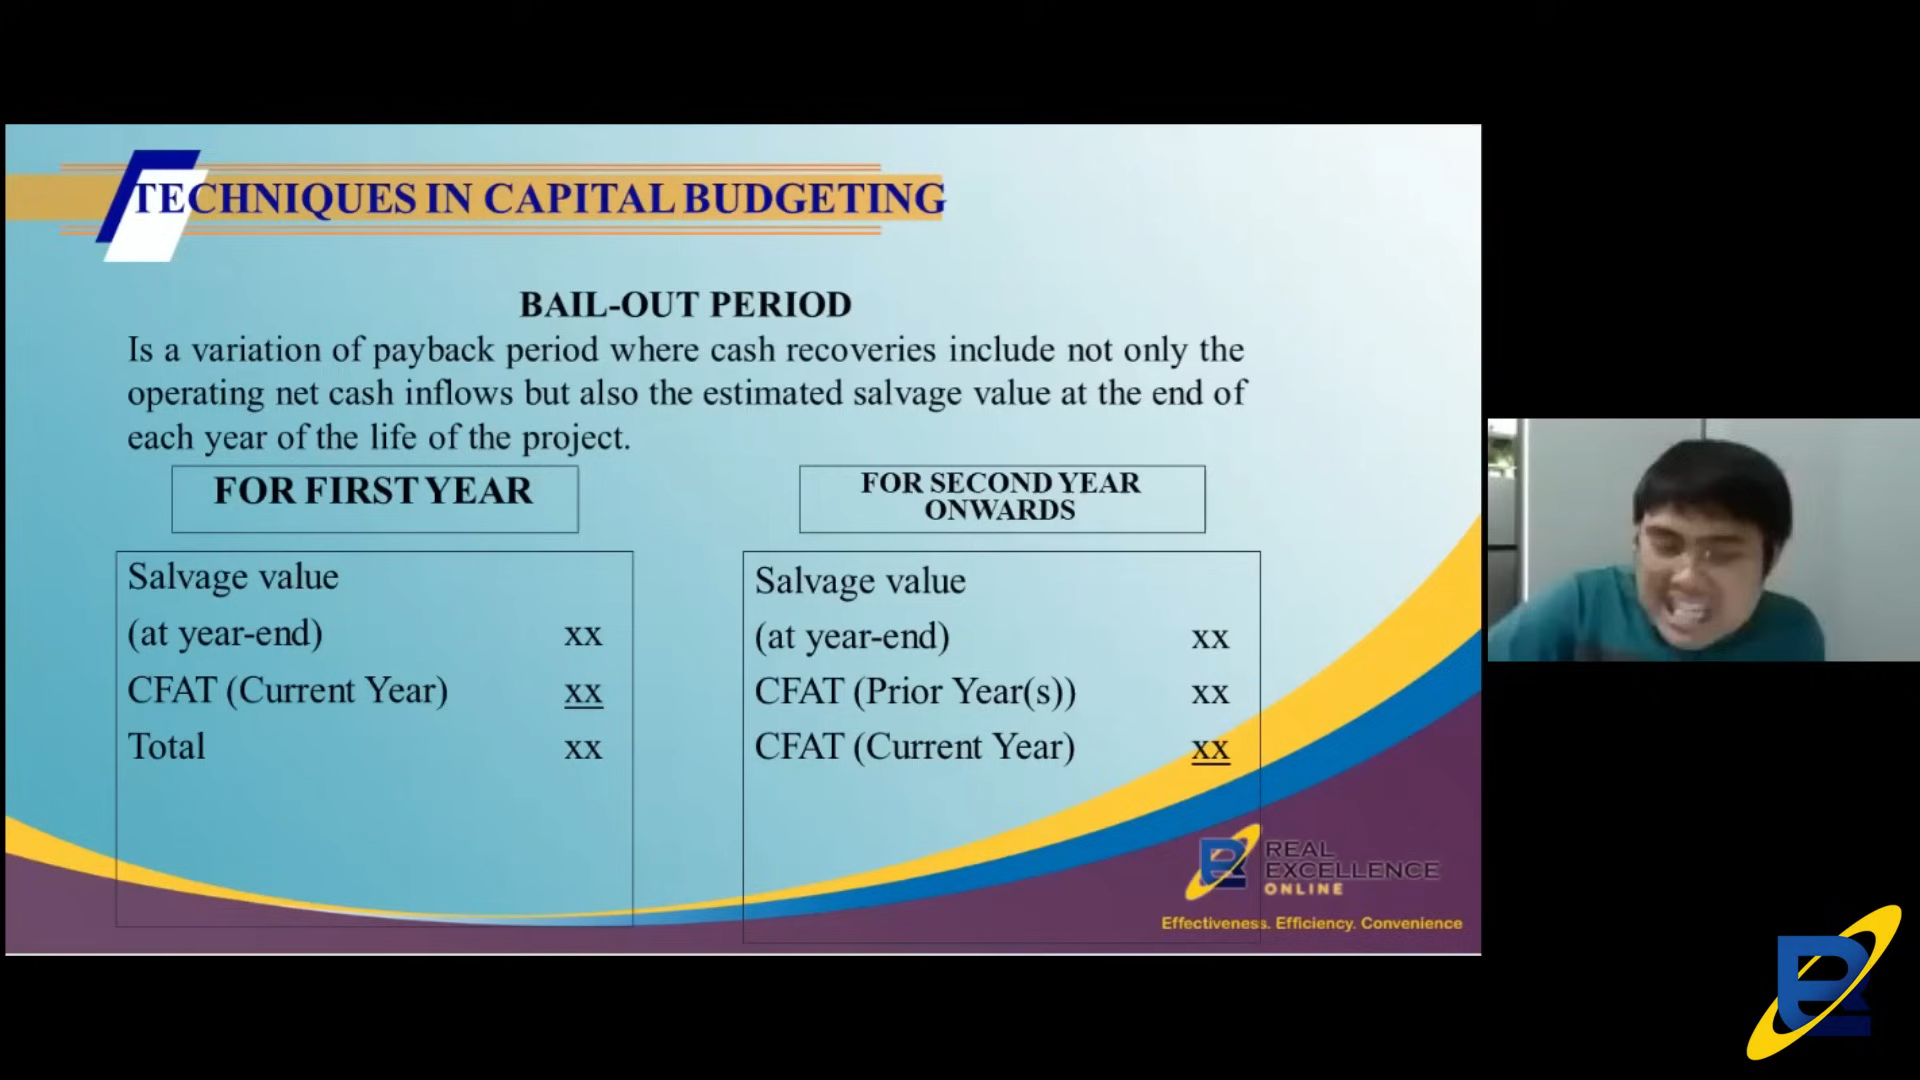 TECHNIQUES IN CAPITAL BUDGETING
BAIL-OUT PERIOD
Is a variation of payback period where cash recoveries include not only the
operating net cash inflows but also the estimated salvage value at the end of
each year of the life of the project.
FOR FIRST YEAR
Salvage value
(at year-end) xx
CFAT (Current Year) xx
Total xx
FOR SECOND YEAR
ONWARDS
Salvage value
(at year-end) xx
CFAT (Prior Year(s)) xx
CFAT (Current Year) xx
REAL
EXCELLENCE
ONLINE
Effectiveness. Efficiency. Convenience